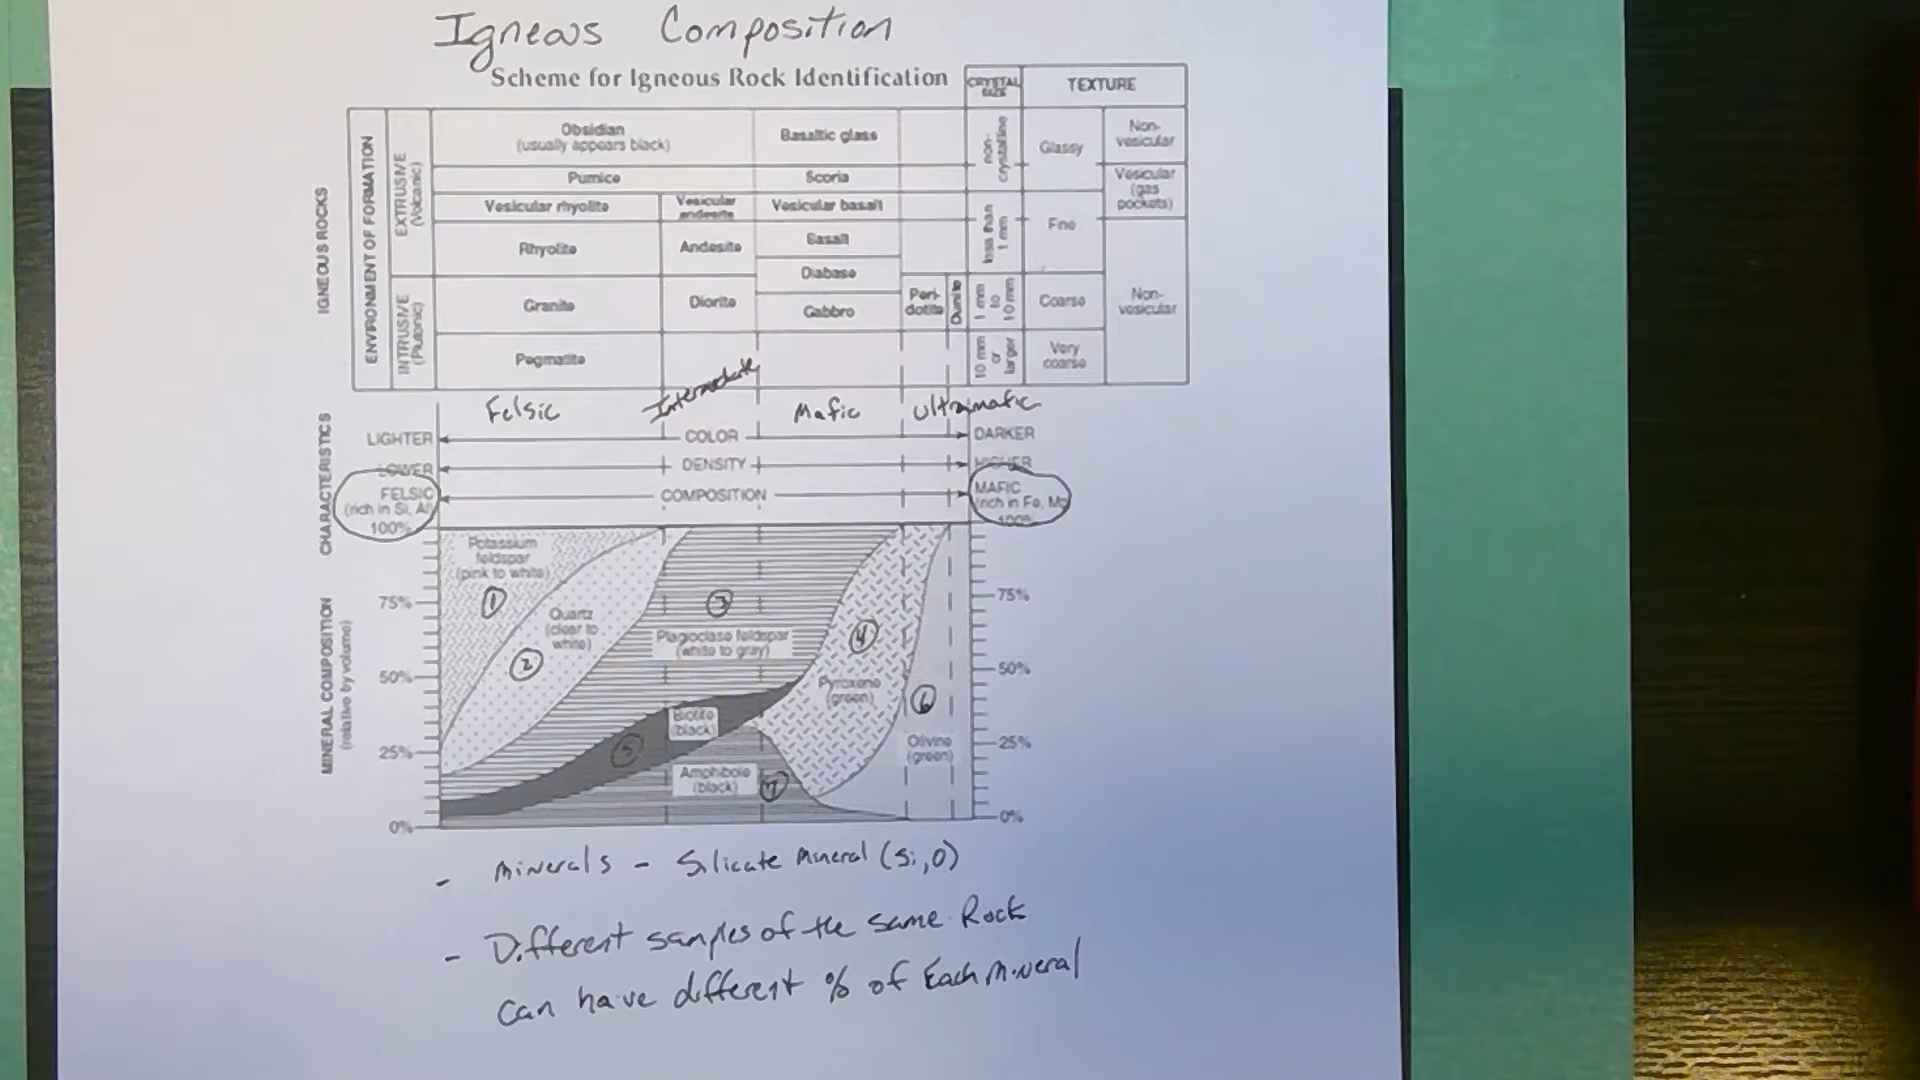 Igneous Composition
Scheme for Igneous Rock Identification
CRYSTAL SIZE
TEXTURE
IGNEOUS ROCKS
ENVIRONMENT OF FORMATION
EXTRUSIVE
(Volcanic)
INTRUSIVE
(Plutonic)
Obsidian
(usually appears black)
Basaltic glass
non-
crystalline
Glassy
Non-
vesicular
Pumice
Scoria
Vesicular
(gas
pockets)
Vesicular rhyolite
Vesicular
andesite
Vesicular basalt
less than
1 mm
Fine
Rhyolite
Andesite
Basalt
Diabase
Granite
Diorite
Gabbro
Peri-
dotite
Dunite
1 mm
to
10 mm
Coarse
Non-
vesicular
Pegmatite
10 mm
or
larger
Very
coarse
Felsic
Intermediate
Mafic
Ultramafic
CHARACTERISTICS
LIGHTER
COLOR
DARKER
LOWER
DENSITY
HIGHER
FELSIC
(rich in Si, Al)
COMPOSITION
MAFIC
(rich in Fe, Mg)
100%
100%
MINERAL COMPOSITION
(relative by volume)
Potassium
feldspar
(pink to white)
1
75%
75%
Quartz
(clear to
white)
2
3
Plagioclase feldspar
(white to gray)
4
50%
50%
Pyroxene
(green)
6
Biotite
(black)
5
25%
25%
Olivine
(green)
Amphibole
(black)
7
0%
0%
- Minerals - Silicate Mineral (Si, O)
- Different samples of the same Rock
can have different % of Each Mineral